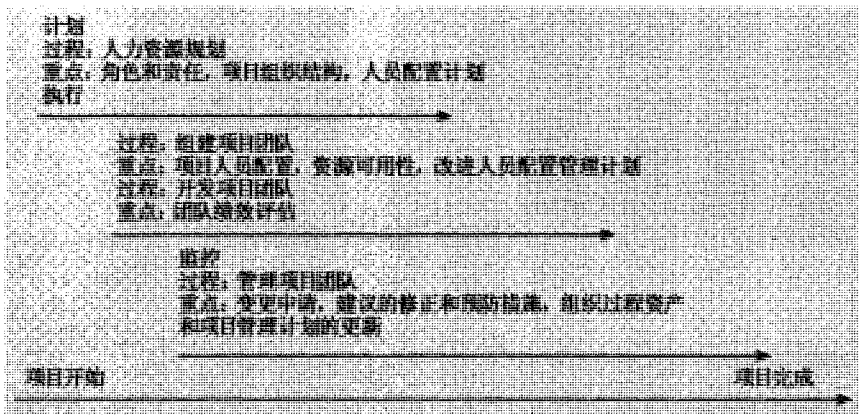 计划
过程：人力资源规划
重点：角色和责任，项目组织结构，人员配置计划
执行
过程：组建项目团队
重点：项目人员配置，资源可用性，改进人员配置管理计划
过程：开发项目团队
重点：团队绩效评估
监控
过程：管理项目团队
重点：变更申请，建议的修正和预防措施，组织过程资产
和项目管理计划的更新
项目开始
项目完成